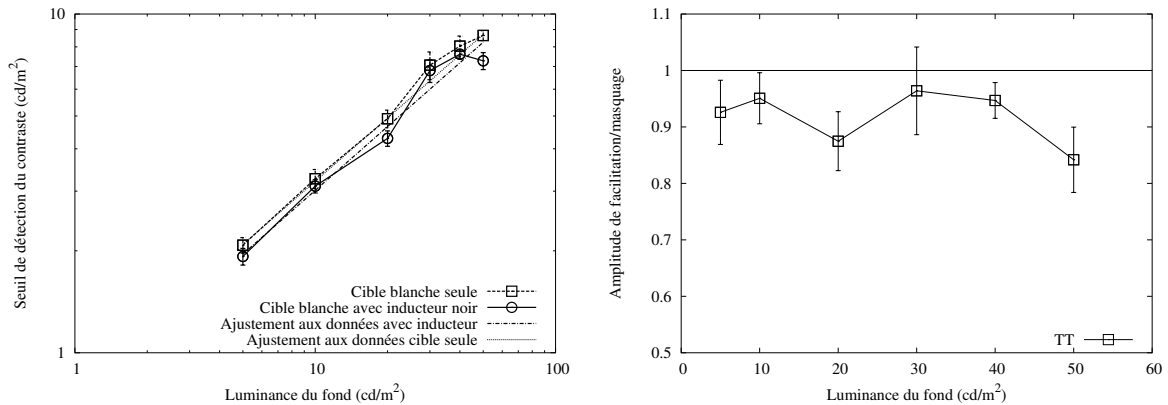 10
1
1
10
100
Seuil de détection du contraste (cd/m²)
Luminance du fond (cd/m²)
Cible blanche seule
Cible blanche avec inducteur noir
Ajustement aux données avec inducteur
Ajustement aux données cible seule
1.1
1
0.9
0.8
0.7
0.6
0.5
0
10
20
30
40
50
60
Amplitude de facilitation/masquage
Luminance du fond (cd/m²)
TT